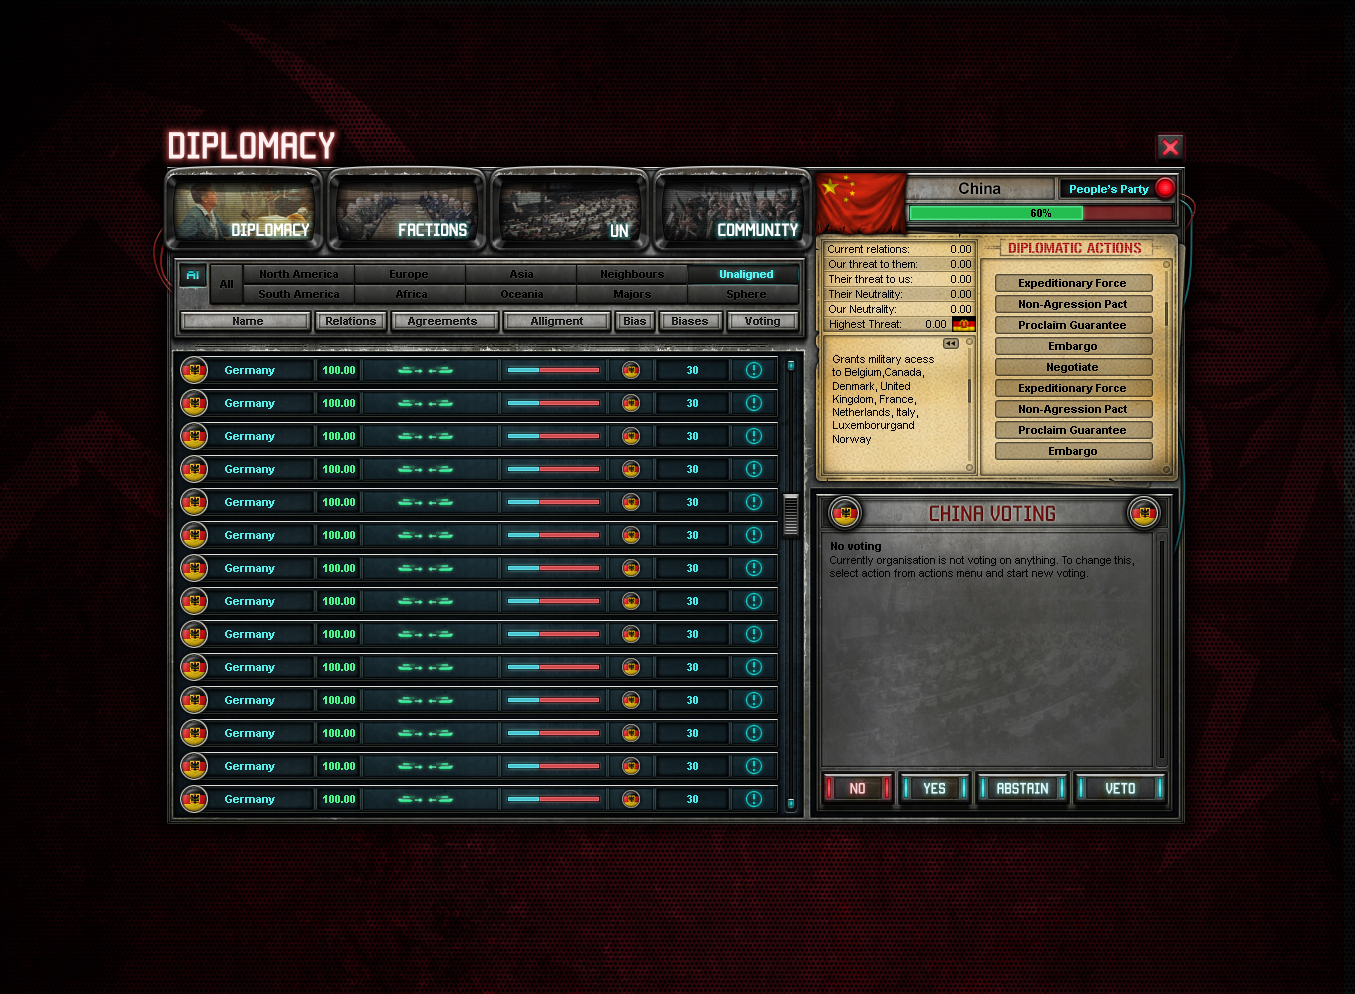 DIPLOMACY
DIPLOMACY
FACTIONS
UN
COMMUNITY
China
People's Party
60%
All
North America
Europe
Asia
Neighbours
Unaligned
South America
Africa
Oceania
Majors
Sphere
Name
Relations
Agreements
Alligment
Bias
Biases
Voting
Germany 100.00 30
Germany 100.00 30
Germany 100.00 30
Germany 100.00 30
Germany 100.00 30
Germany 100.00 30
Germany 100.00 30
Germany 100.00 30
Germany 100.00 30
Germany 100.00 30
Germany 100.00 30
Germany 100.00 30
Germany 100.00 30
Germany 100.00 30
Current relations: 0.00
Our threat to them: 0.00
Their threat to us: 0.00
Their Neutrality: 0.00
Our Neutrality: 0.00
Highest Threat: 0.00
Grants military acess
to Belgium,Canada,
Denmark, United
Kingdom, France,
Netherlands, Italy,
Luxemborurgand
Norway
DIPLOMATIC ACTIONS
Expeditionary Force
Non-Agression Pact
Proclaim Guarantee
Embargo
Negotiate
Expeditionary Force
Non-Agression Pact
Proclaim Guarantee
Embargo
CHINA VOTING
No voting
Currently organisation is not voting on anything. To change this,
select action from actions menu and start new voting.
NO
YES
ABSTAIN
VETO